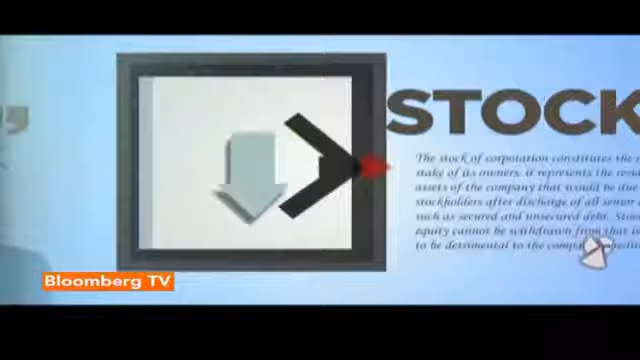 STOCK
The stock of corporation constitutes the
stake of its owners, it represents the
assets of the company that would be due
stockholders after discharge of all senior
such as secured and unsecured debt.
equity cannot be withdrawn from that
to be detrimental to the
Bloomberg TV